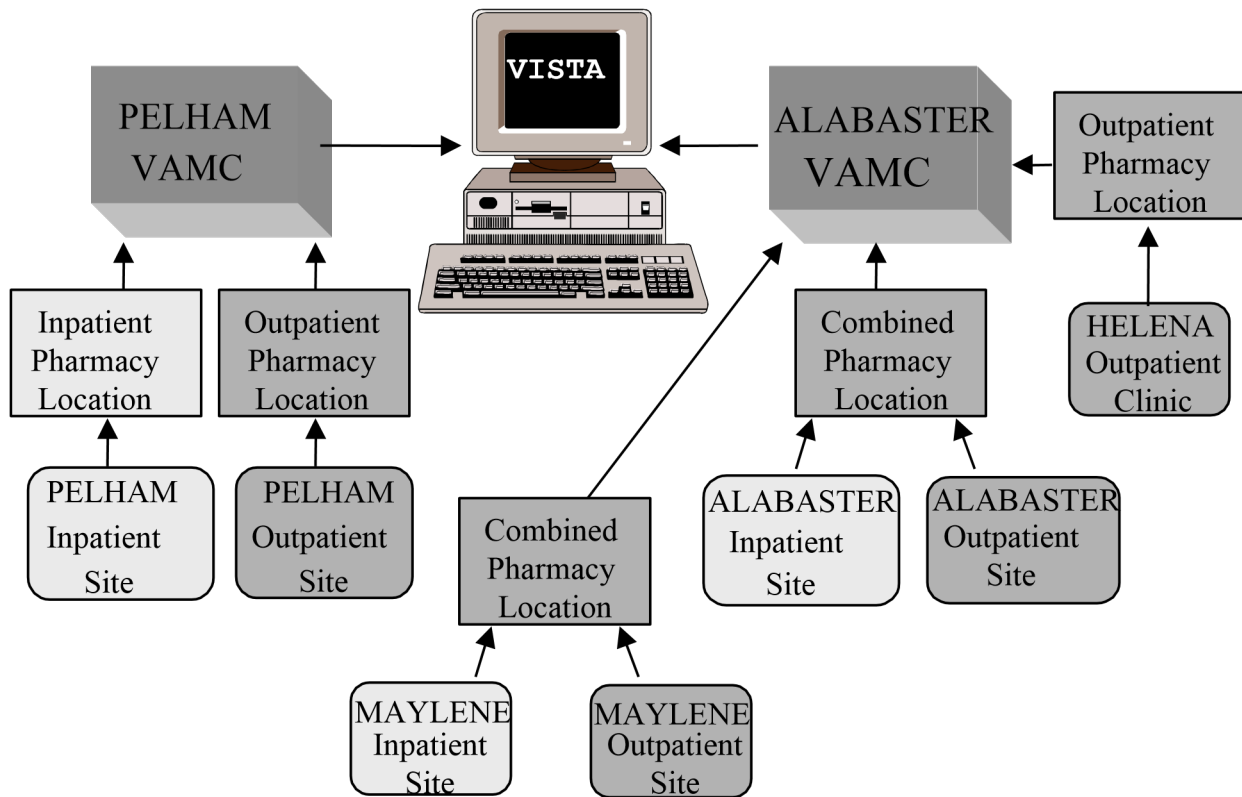 VISTA
PELHAM
VAMC
ALABASTER
VAMC
Outpatient
Pharmacy
Location
Inpatient
Pharmacy
Location
Outpatient
Pharmacy
Location
Combined
Pharmacy
Location
HELENA
Outpatient
Clinic
PELHAM
Inpatient
Site
PELHAM
Outpatient
Site
Combined
Pharmacy
Location
ALABASTER
Inpatient
Site
ALABASTER
Outpatient
Site
MAYLENE
Inpatient
Site
MAYLENE
Outpatient
Site